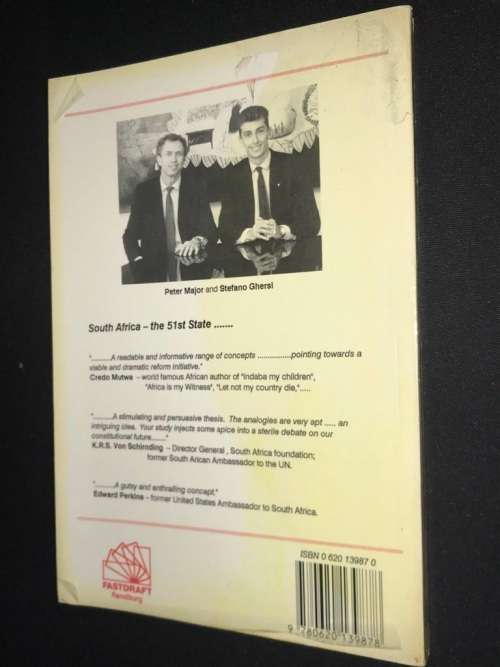 Peter Major and Stefano Ghersi
South Africa – the 51st State .......
"........A readable and informative range of concepts ..............pointing towards a
viable and dramatic reform initiative."
Credo Mutwa – world famous African author of "Indaba my children",
"Africa is my Witness", "Let not my country die,".....
"........A stimulating and persuasive thesis. The analogies are very apt ..... an
intriguing idea. Your study injects some spice into a sterile debate on our
constitutional future......"
K.R.S. Von Schirnding – Director General , South Africa foundation;
former South African Ambassador to the UN.
"........A gutsy and enthralling concept."
Edward Perkins – former United States Ambassador to South Africa.
FASTDRAFT
Randburg
ISBN 0 620 13987 0
9 780620 139878